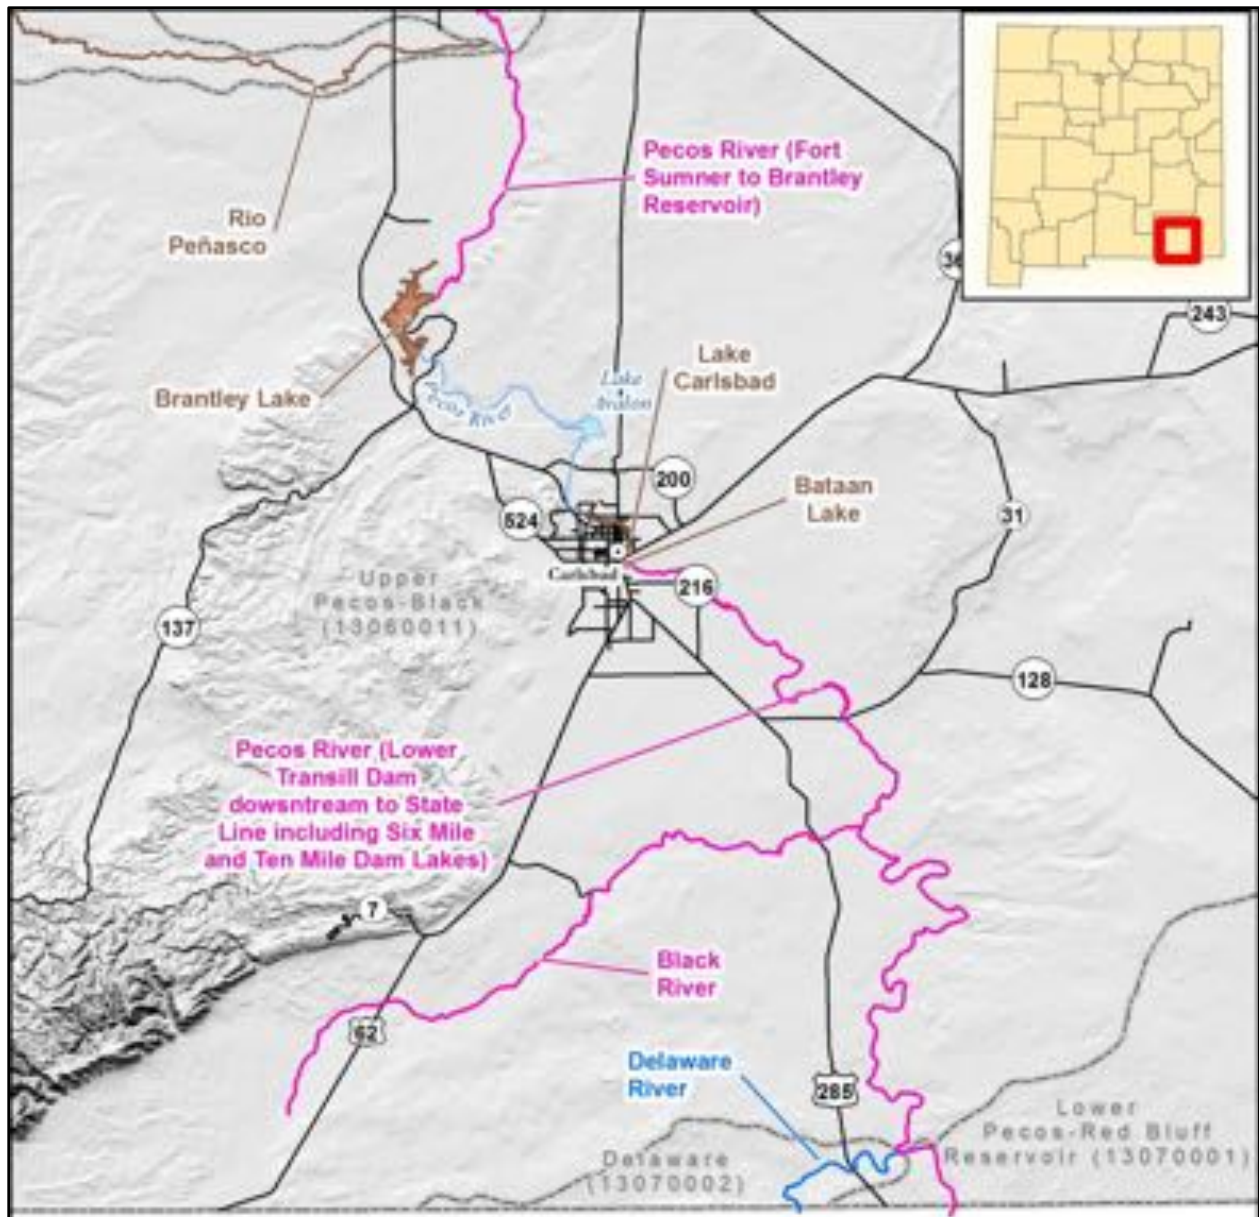 Pecos River (Fort
Sumner to Brantley
Reservoir)
Rio
Peñasco
243
Brantley Lake
Pecos River
Lake
Avalon
Lake
Carlsbad
200
524
Bataan
Lake
31
Carlsbad
216
Upper
Pecos-Black
(13060011)
137
128
Pecos River (Lower
Transill Dam
dowsntream to State
Line including Six Mile
and Ten Mile Dam Lakes)
7
Black
River
62
Delaware
River
285
Lower
Pecos-Red Bluff
Reservoir (13070001)
Delaware
(13070002)